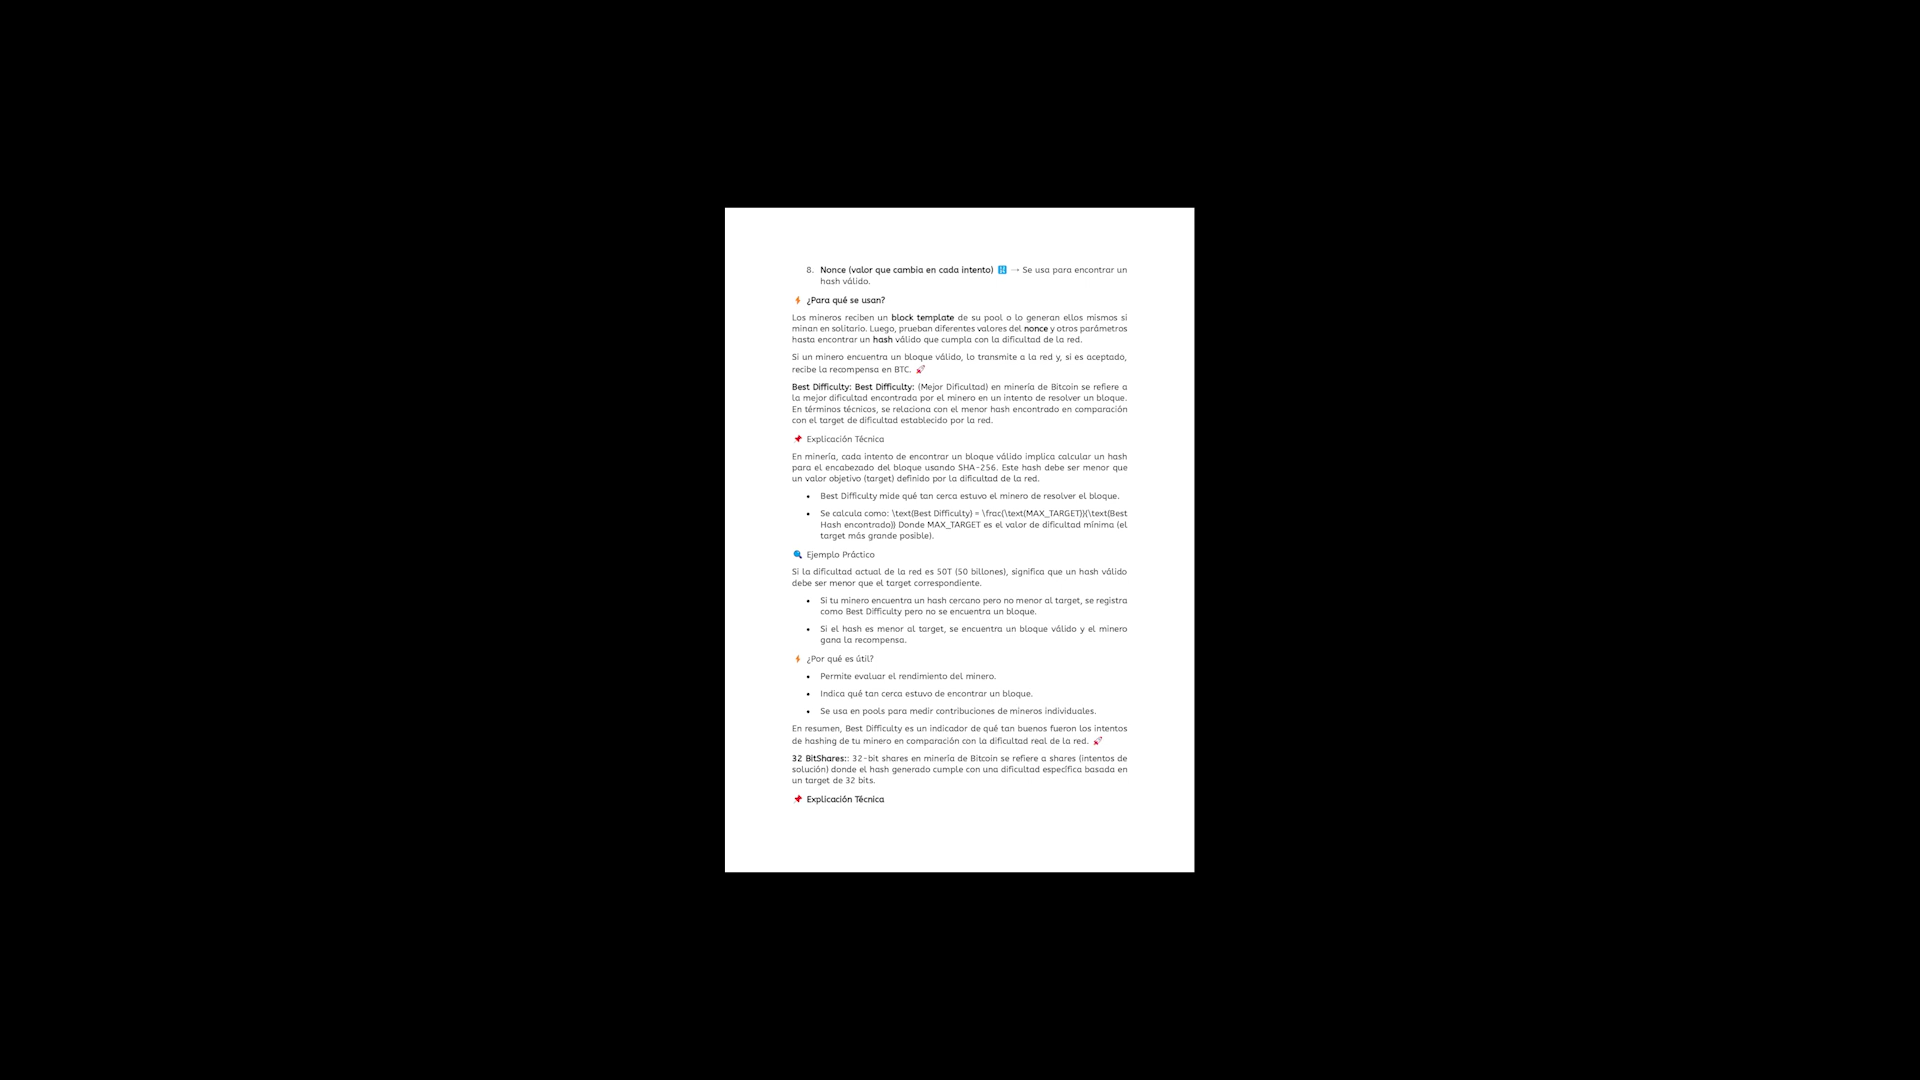 8. Nonce (valor que cambia en cada intento) 🔢 → Se usa para encontrar un
hash válido.
⚡ ¿Para qué se usan?
Los mineros reciben un block template de su pool o lo generan ellos mismos si
minan en solitario. Luego, prueban diferentes valores del nonce y otros parámetros
hasta encontrar un hash válido que cumpla con la dificultad de la red.
Si un minero encuentra un bloque válido, lo transmite a la red y, si es aceptado,
recibe la recompensa en BTC. 🚀
Best Difficulty: Best Difficulty: (Mejor Dificultad) en minería de Bitcoin se refiere a
la mejor dificultad encontrada por el minero en un intento de resolver un bloque.
En términos técnicos, se relaciona con el menor hash encontrado en comparación
con el target de dificultad establecido por la red.
📌 Explicación Técnica
En minería, cada intento de encontrar un bloque válido implica calcular un hash
para el encabezado del bloque usando SHA-256. Este hash debe ser menor que
un valor objetivo (target) definido por la dificultad de la red.
• Best Difficulty mide qué tan cerca estuvo el minero de resolver el bloque.
• Se calcula como: \text{Best Difficulty} = \frac{\text{MAX_TARGET}}{\text{Best
Hash encontrado}} Donde MAX_TARGET es el valor de dificultad mínima (el
target más grande posible).
🔍 Ejemplo Práctico
Si la dificultad actual de la red es 50T (50 billones), significa que un hash válido
debe ser menor que el target correspondiente.
• Si tu minero encuentra un hash cercano pero no menor al target, se registra
como Best Difficulty pero no se encuentra un bloque.
• Si el hash es menor al target, se encuentra un bloque válido y el minero
gana la recompensa.
⚡ ¿Por qué es útil?
• Permite evaluar el rendimiento del minero.
• Indica qué tan cerca estuvo de encontrar un bloque.
• Se usa en pools para medir contribuciones de mineros individuales.
En resumen, Best Difficulty es un indicador de qué tan buenos fueron los intentos
de hashing de tu minero en comparación con la dificultad real de la red. 🚀
32 BitShares:: 32-bit shares en minería de Bitcoin se refiere a shares (intentos de
solución) donde el hash generado cumple con una dificultad específica basada en
un target de 32 bits.
📌 Explicación Técnica